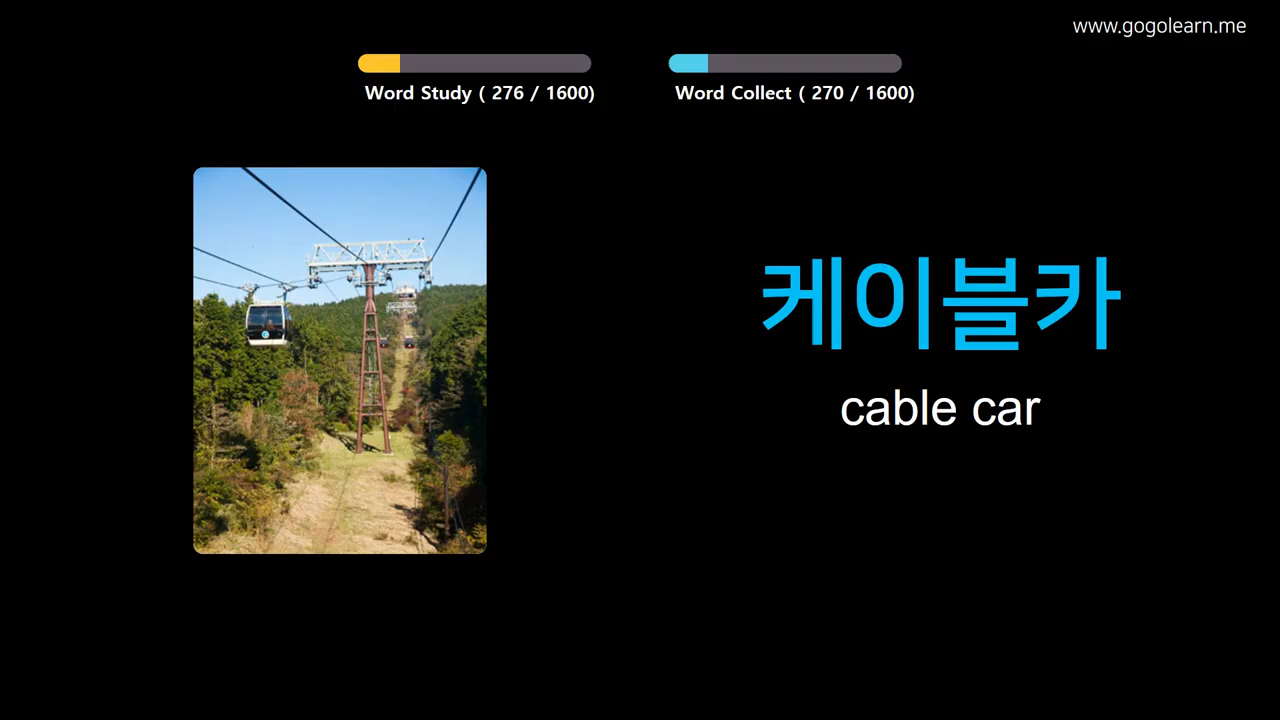 www.gogolearn.me
Word Study ( 276 / 1600)
Word Collect ( 270 / 1600)
케이블카
cable car